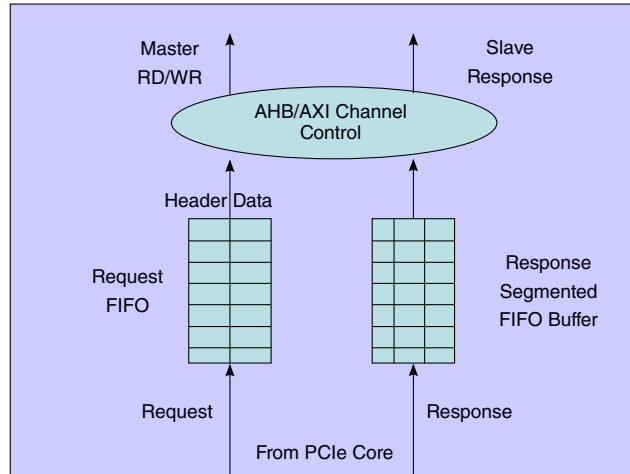 Master
RD/WR
Slave
Response
AHB/AXI Channel
Control
Header Data
Request
FIFO
Response
Segmented
FIFO Buffer
Request
Response
From PCIe Core